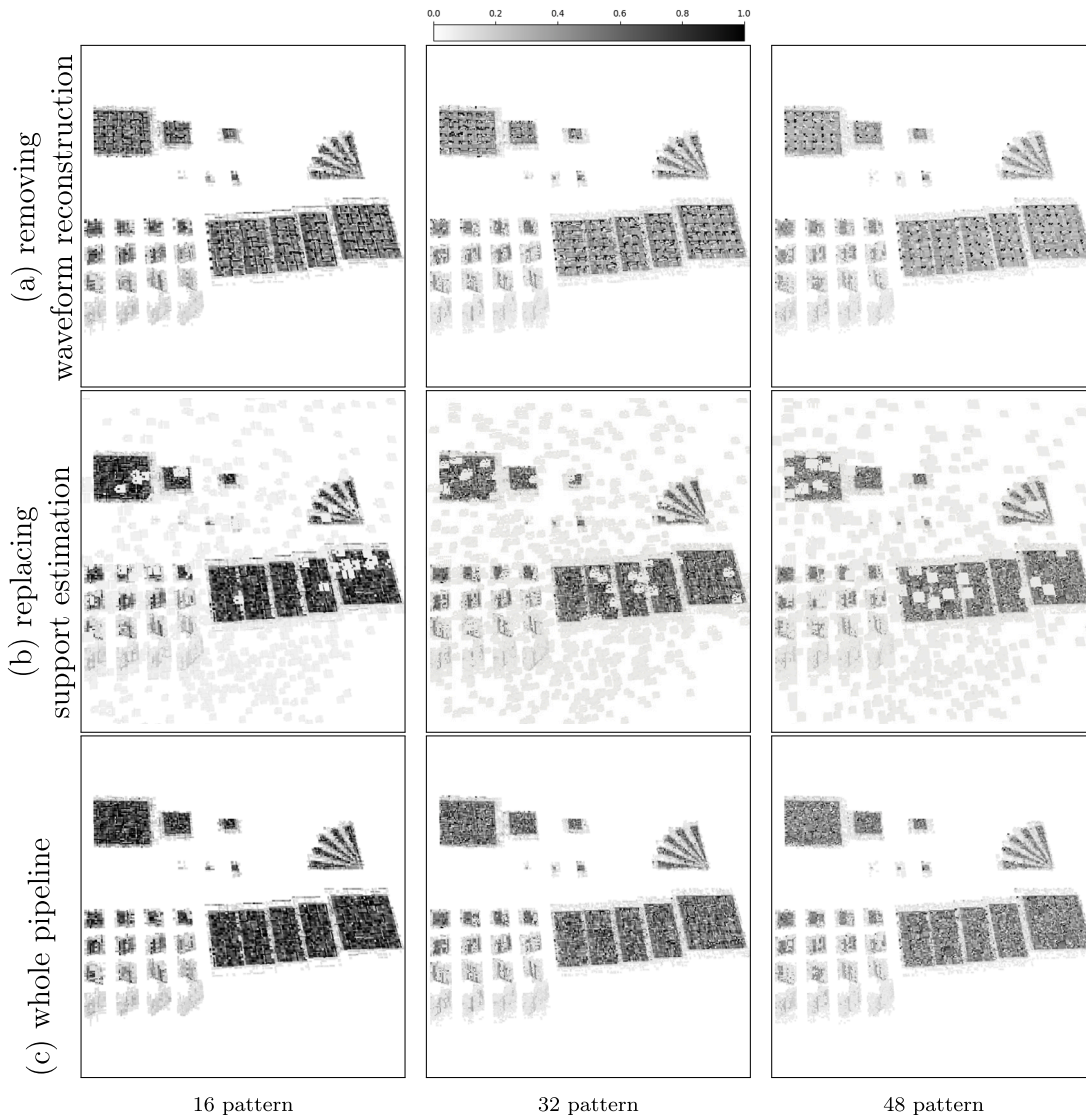 0.0 0.2 0.4 0.6 0.8 1.0
(a) removing
waveform reconstruction
(b) replacing
support estimation
(c) whole pipeline
16 pattern
32 pattern
48 pattern